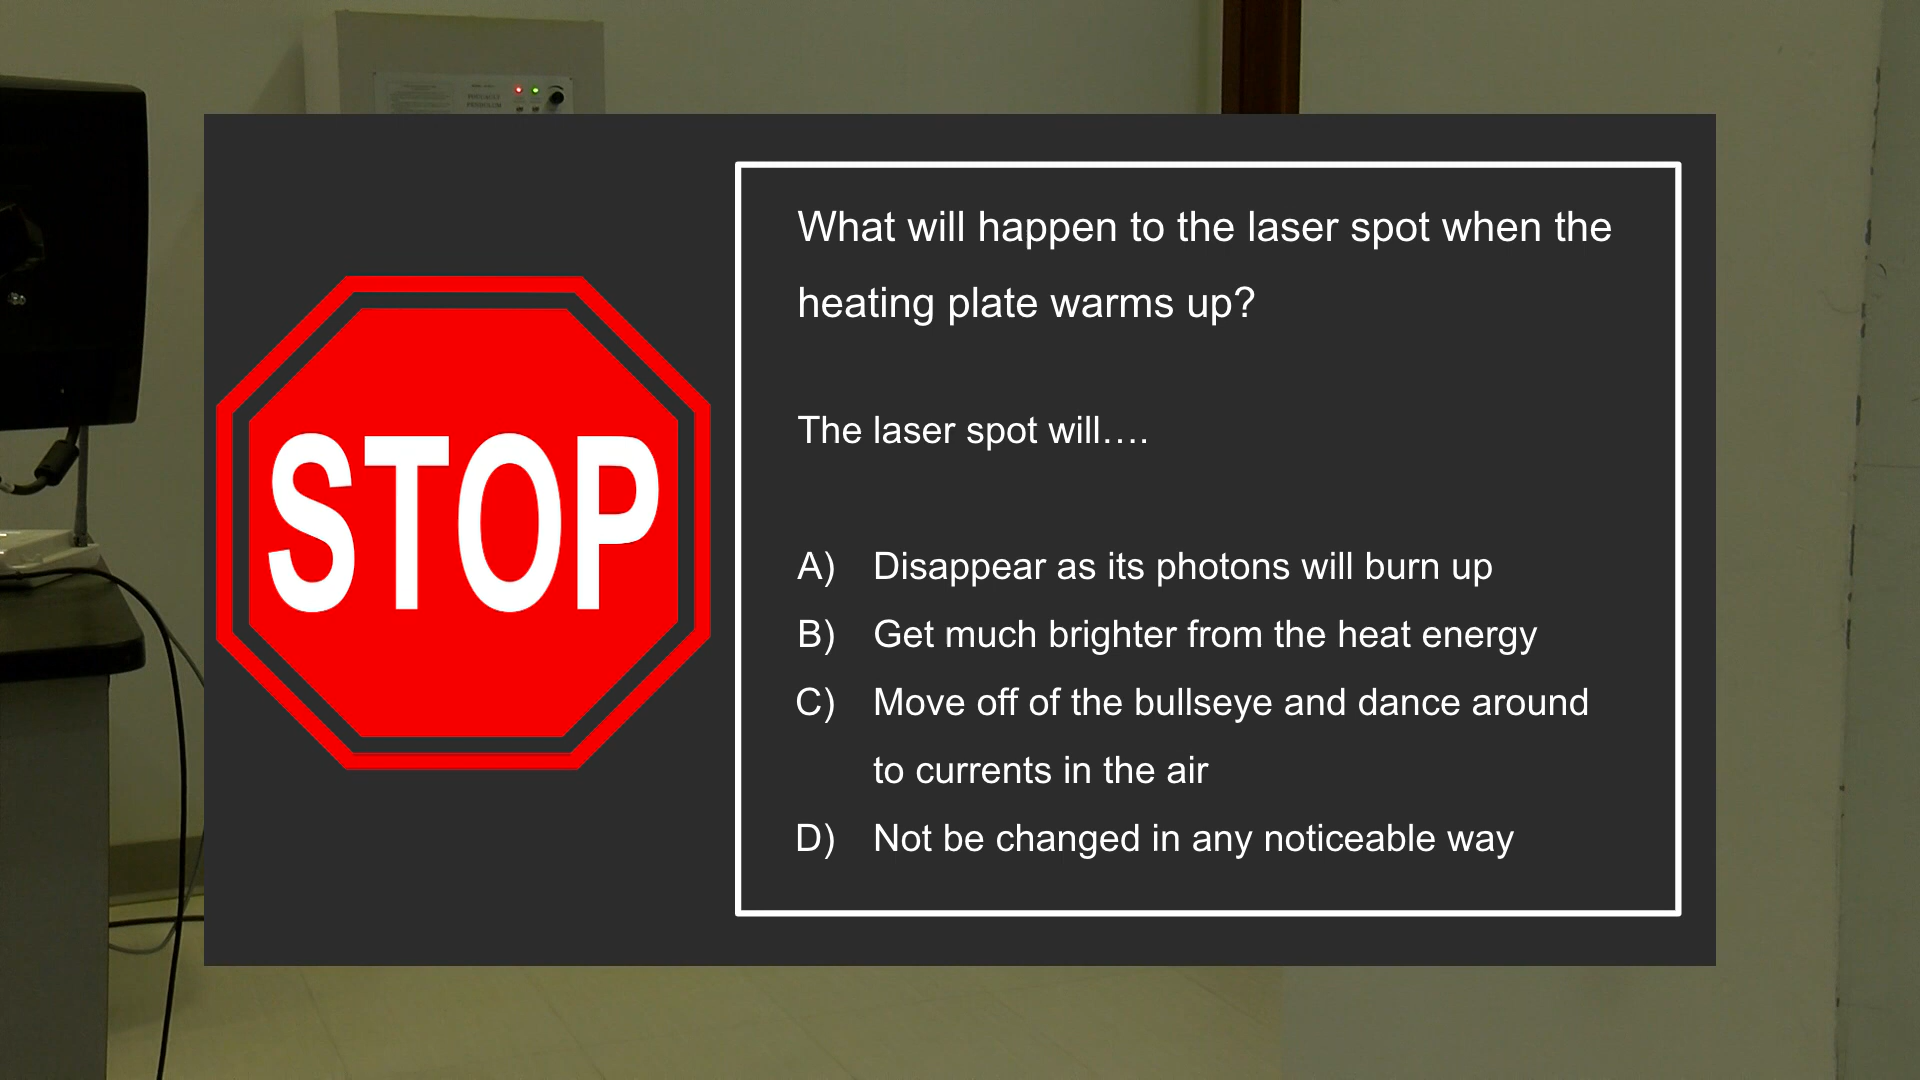 STOP
What will happen to the laser spot when the
heating plate warms up?
The laser spot will....
A) Disappear as its photons will burn up
B) Get much brighter from the heat energy
C) Move off of the bullseye and dance around
to currents in the air
D) Not be changed in any noticeable way